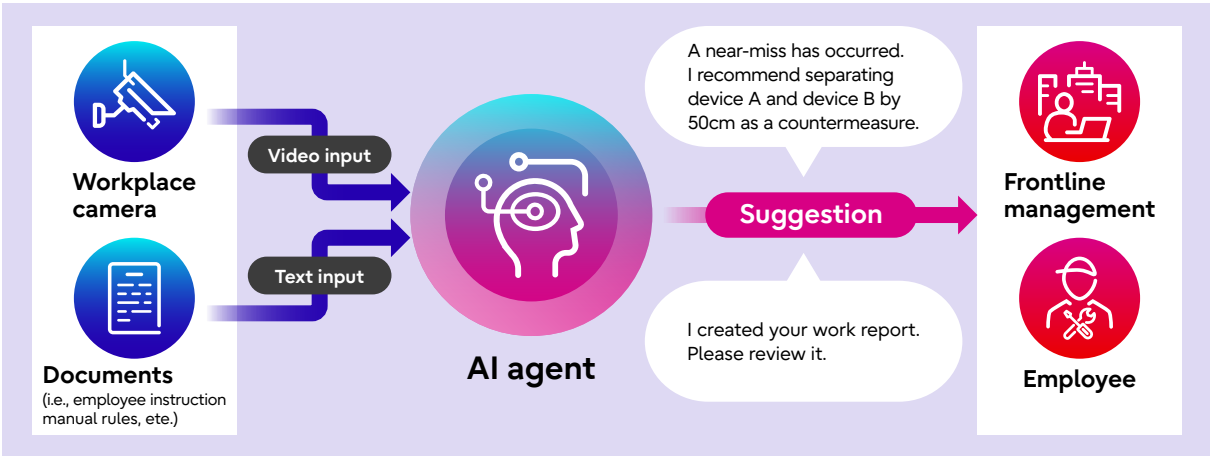 Workplace
camera
Documents
(i.e., employee instruction
manual rules, ete.)
Video input
Text input
AI agent
A near-miss has occurred.
I recommend separating
device A and device B by
50cm as a countermeasure.
Suggestion
I created your work report.
Please review it.
Frontline
management
Employee